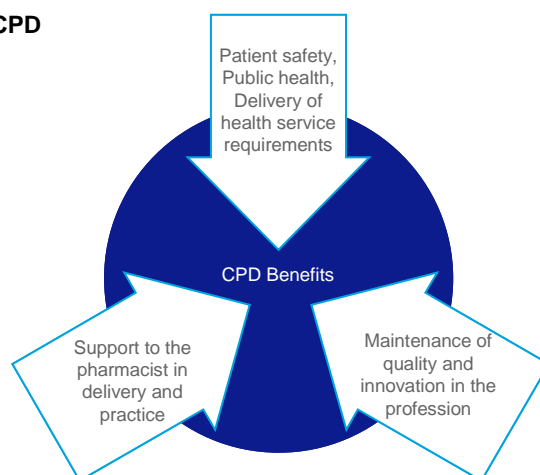 CPD
Patient safety,
Public health,
Delivery of
health service
requirements
CPD Benefits
Support to the
pharmacist in
delivery and
practice
Maintenance of
quality and
innovation in the
profession